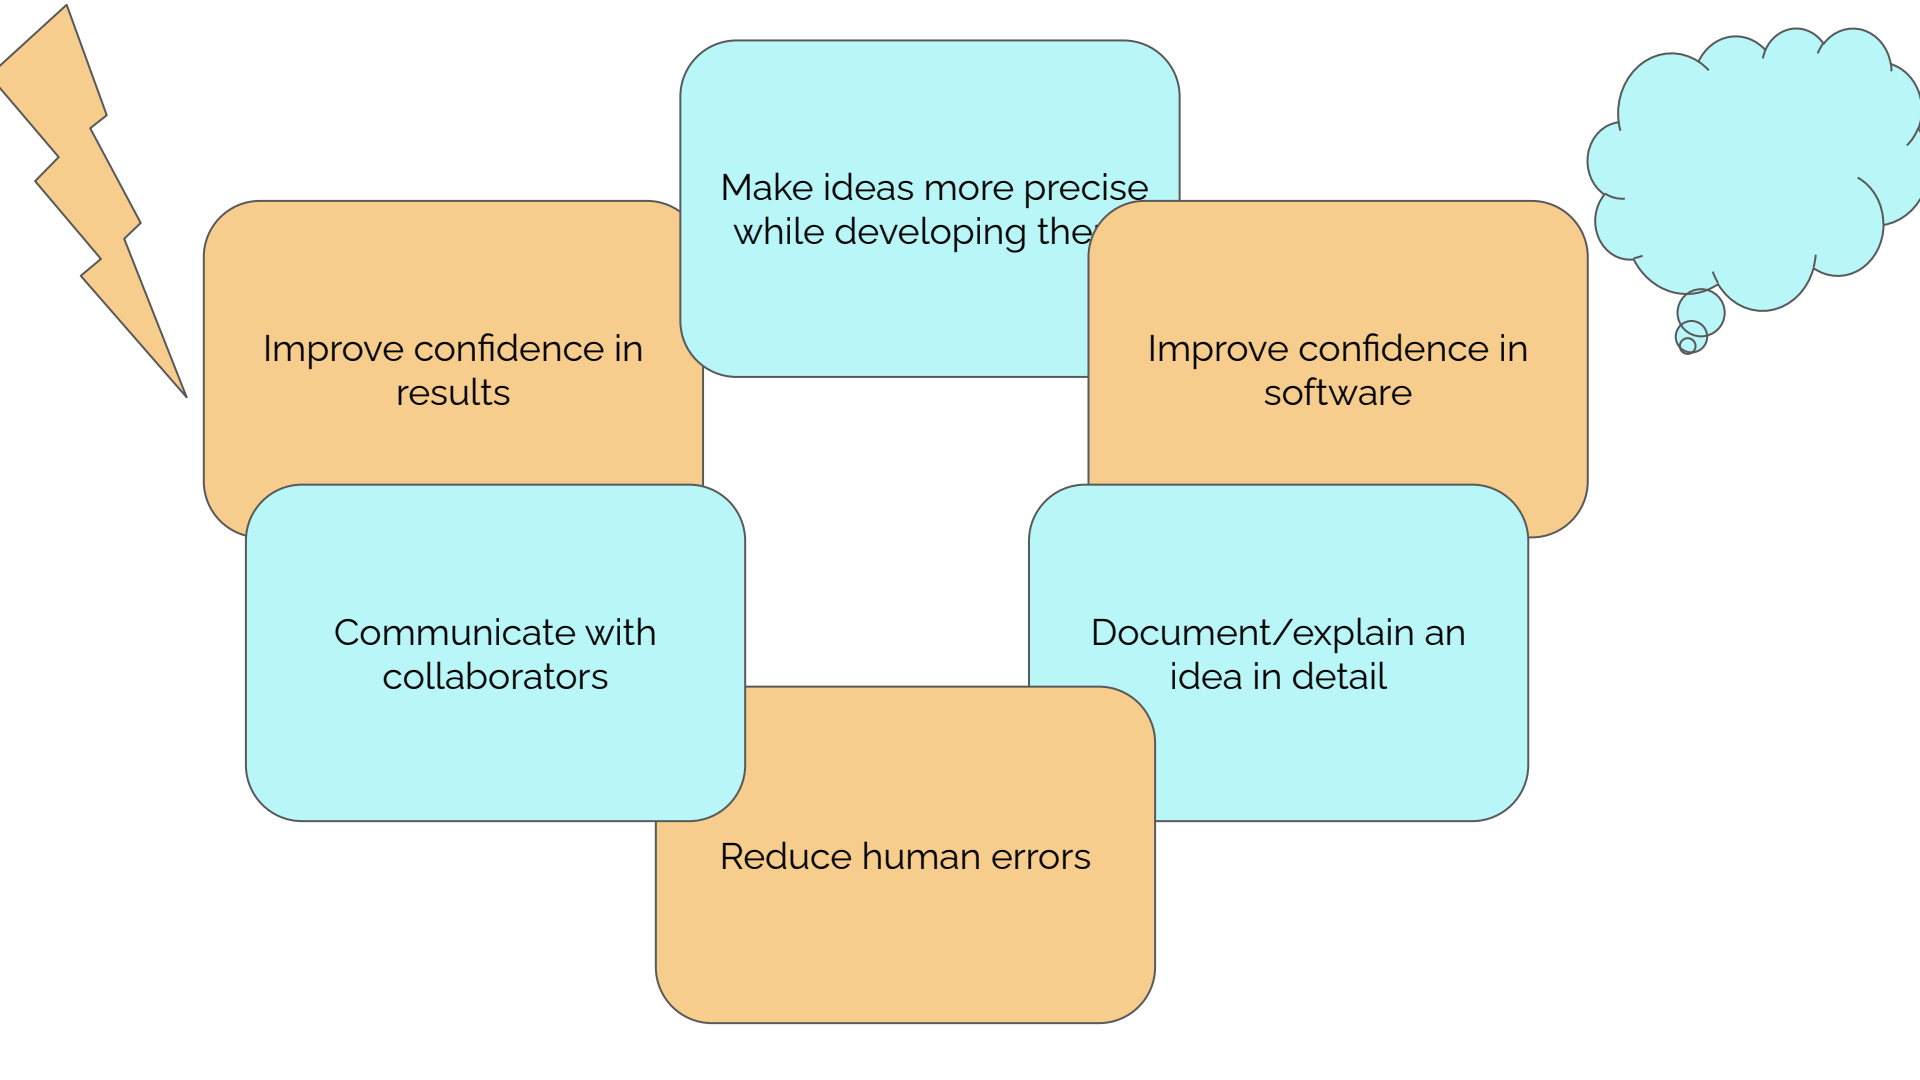 Make ideas more precise
while developing
Improve confidence in
results
Improve confidence in
software
Communicate with
collaborators
Document/explain an
idea in detail
Reduce human errors